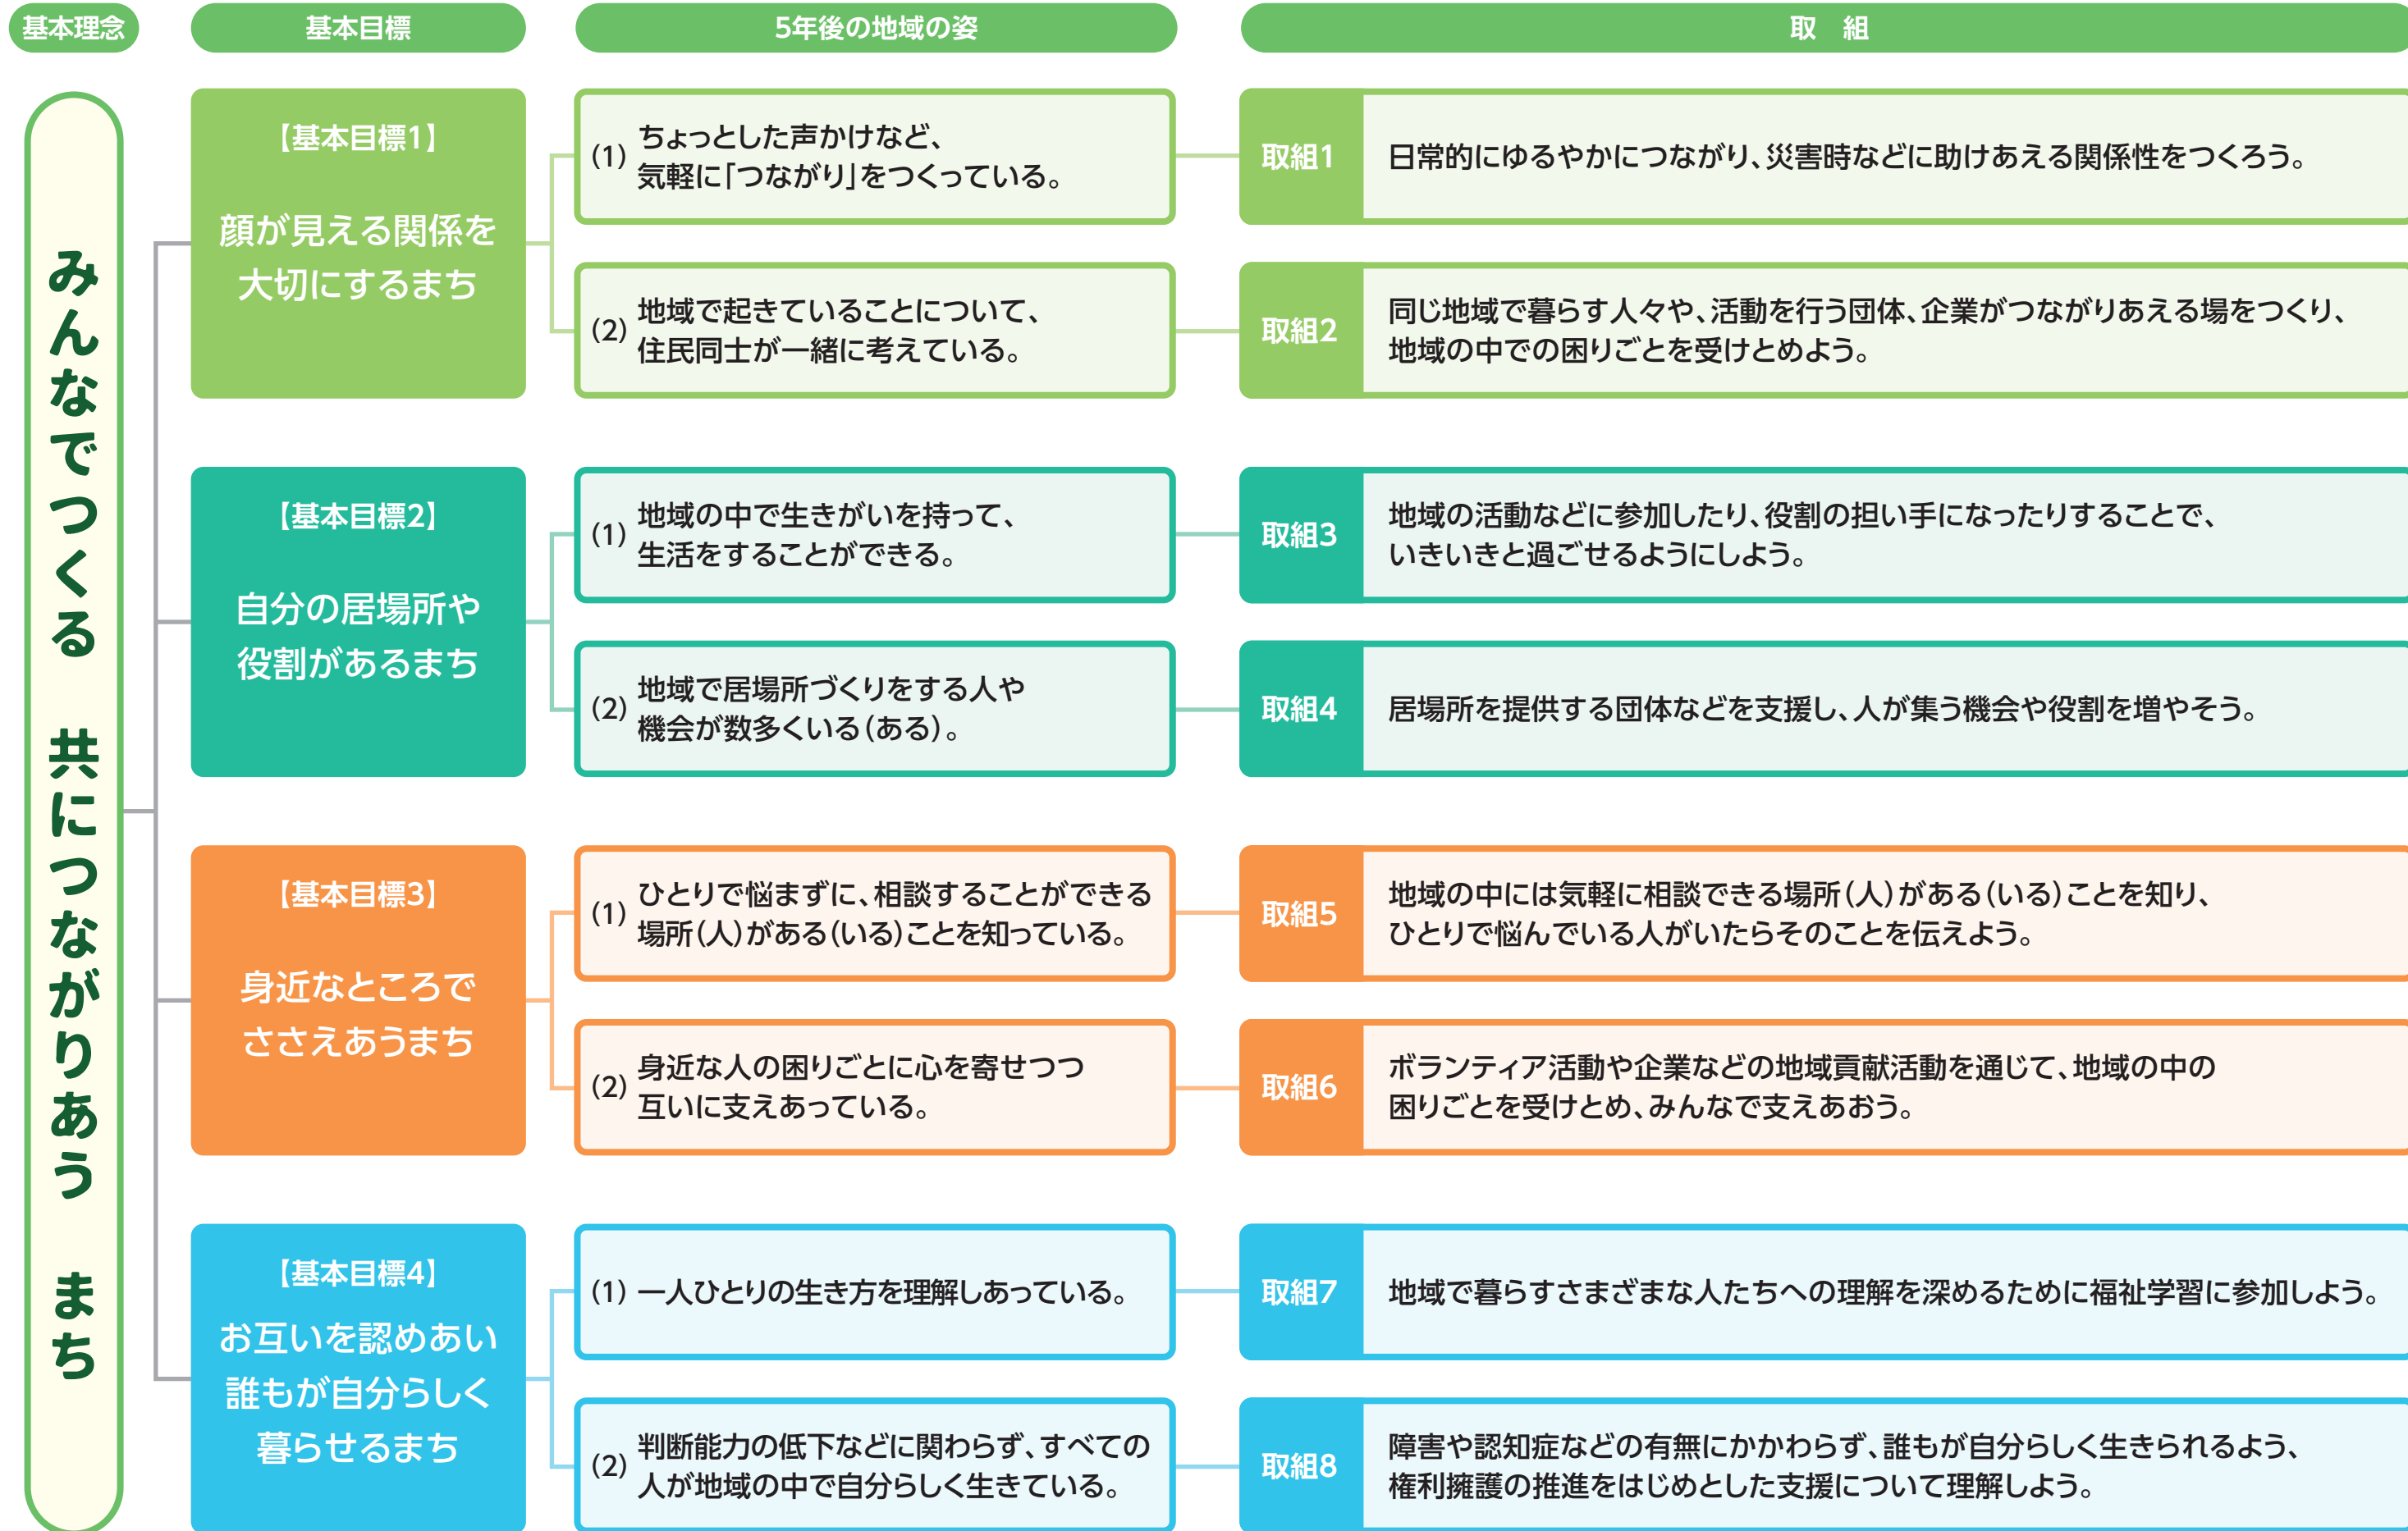 基本理念
基本目標
5年後の地域の姿
取　組
みんなでつくる　共につながりあう　まち
【基本目標1】
顔が見える関係を
大切にするまち
(1) ちょっとした声かけなど、
気軽に「つながり」をつくっている。
取組1
日常的にゆるやかにつながり、災害時などに助けあえる関係性をつくろう。
(2) 地域で起きていることについて、
住民同士が一緒に考えている。
取組2
同じ地域で暮らす人々や、活動を行う団体、企業がつながりあえる場をつくり、
地域の中での困りごとを受けとめよう。
【基本目標2】
自分の居場所や
役割があるまち
(1) 地域の中で生きがいを持って、
生活をすることができる。
取組3
地域の活動などに参加したり、役割の担い手になったりすることで、
いきいきと過ごせるようにしよう。
(2) 地域で居場所づくりをする人や
機会が数多くいる(ある)。
取組4
居場所を提供する団体などを支援し、人が集う機会や役割を増やそう。
【基本目標3】
身近なところで
ささえあうまち
(1) ひとりで悩まずに、相談することができる
場所(人)がある(いる)ことを知っている。
取組5
地域の中には気軽に相談できる場所(人)がある(いる)ことを知り、
ひとりで悩んでいる人がいたらそのことを伝えよう。
(2) 身近な人の困りごとに心を寄せつつ
互いに支えあっている。
取組6
ボランティア活動や企業などの地域貢献活動を通じて、地域の中の
困りごとを受けとめ、みんなで支えあおう。
【基本目標4】
お互いを認めあい
誰もが自分らしく
暮らせるまち
(1) 一人ひとりの生き方を理解しあっている。
取組7
地域で暮らすさまざまな人たちへの理解を深めるために福祉学習に参加しよう。
(2) 判断能力の低下などに関わらず、すべての
人が地域の中で自分らしく生きている。
取組8
障害や認知症などの有無にかかわらず、誰もが自分らしく生きられるよう、
権利擁護の推進をはじめとした支援について理解しよう。